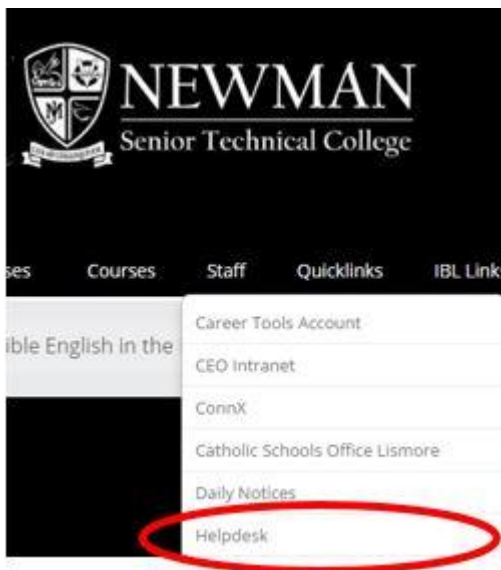 NEWMAN
Senior Technical College
ses Courses Staff Quicklinks IBL Link
ible English in the
Career Tools Account
CEO Intranet
ConnX
Catholic Schools Office Lismore
Daily Notices
Helpdesk